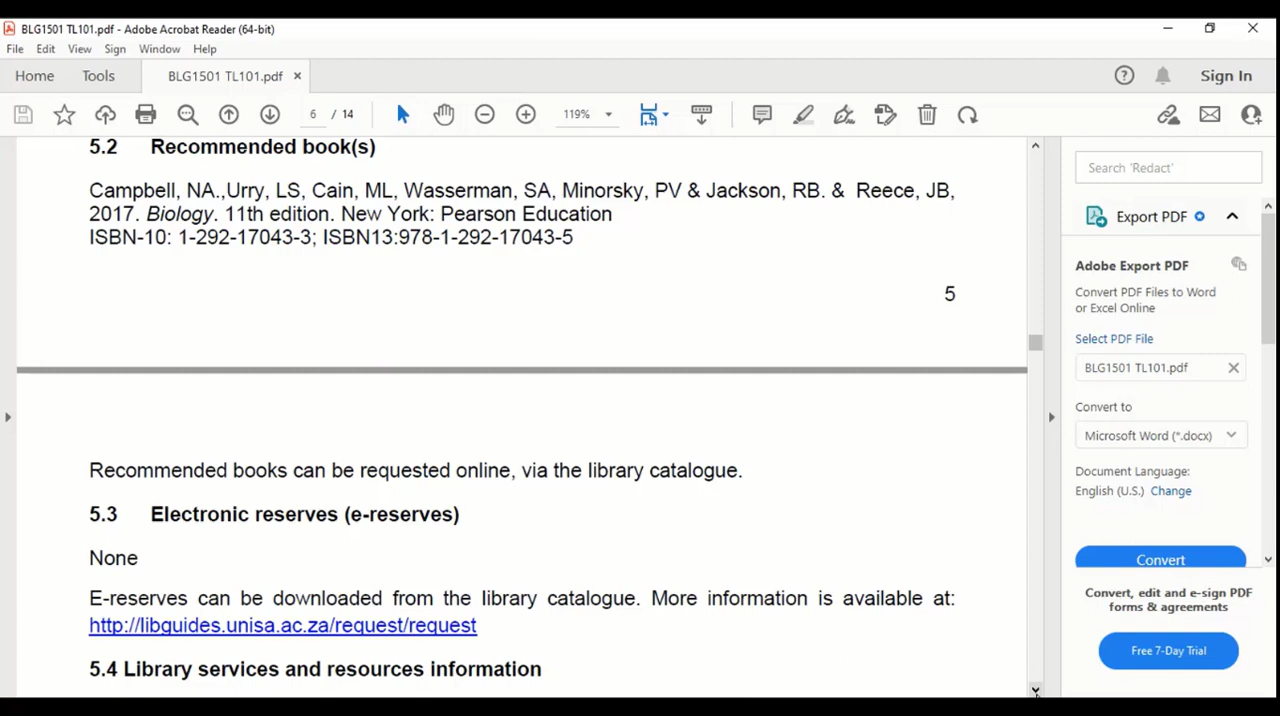 BLG1501 TL101.pdf - Adobe Acrobat Reader (64-bit)
File Edit View Sign Window Help
Home Tools BLG1501 TL101.pdf × Sign In
6 / 14 119%
5.2 Recommended book(s)
Campbell, NA.,Urry, LS, Cain, ML, Wasserman, SA, Minorsky, PV & Jackson, RB. & Reece, JB,
2017. Biology. 11th edition. New York: Pearson Education
ISBN-10: 1-292-17043-3; ISBN13:978-1-292-17043-5
5
Recommended books can be requested online, via the library catalogue.
5.3 Electronic reserves (e-reserves)
None
E-reserves can be downloaded from the library catalogue. More information is available at:
http://libguides.unisa.ac.za/request/request
5.4 Library services and resources information
Search 'Redact'
Export PDF
Adobe Export PDF
Convert PDF Files to Word
or Excel Online
Select PDF File
BLG1501 TL101.pdf
Convert to
Microsoft Word (*.docx)
Document Language:
English (U.S.) Change
Convert
Convert, edit and e-sign PDF
forms & agreements
Free 7-Day Trial